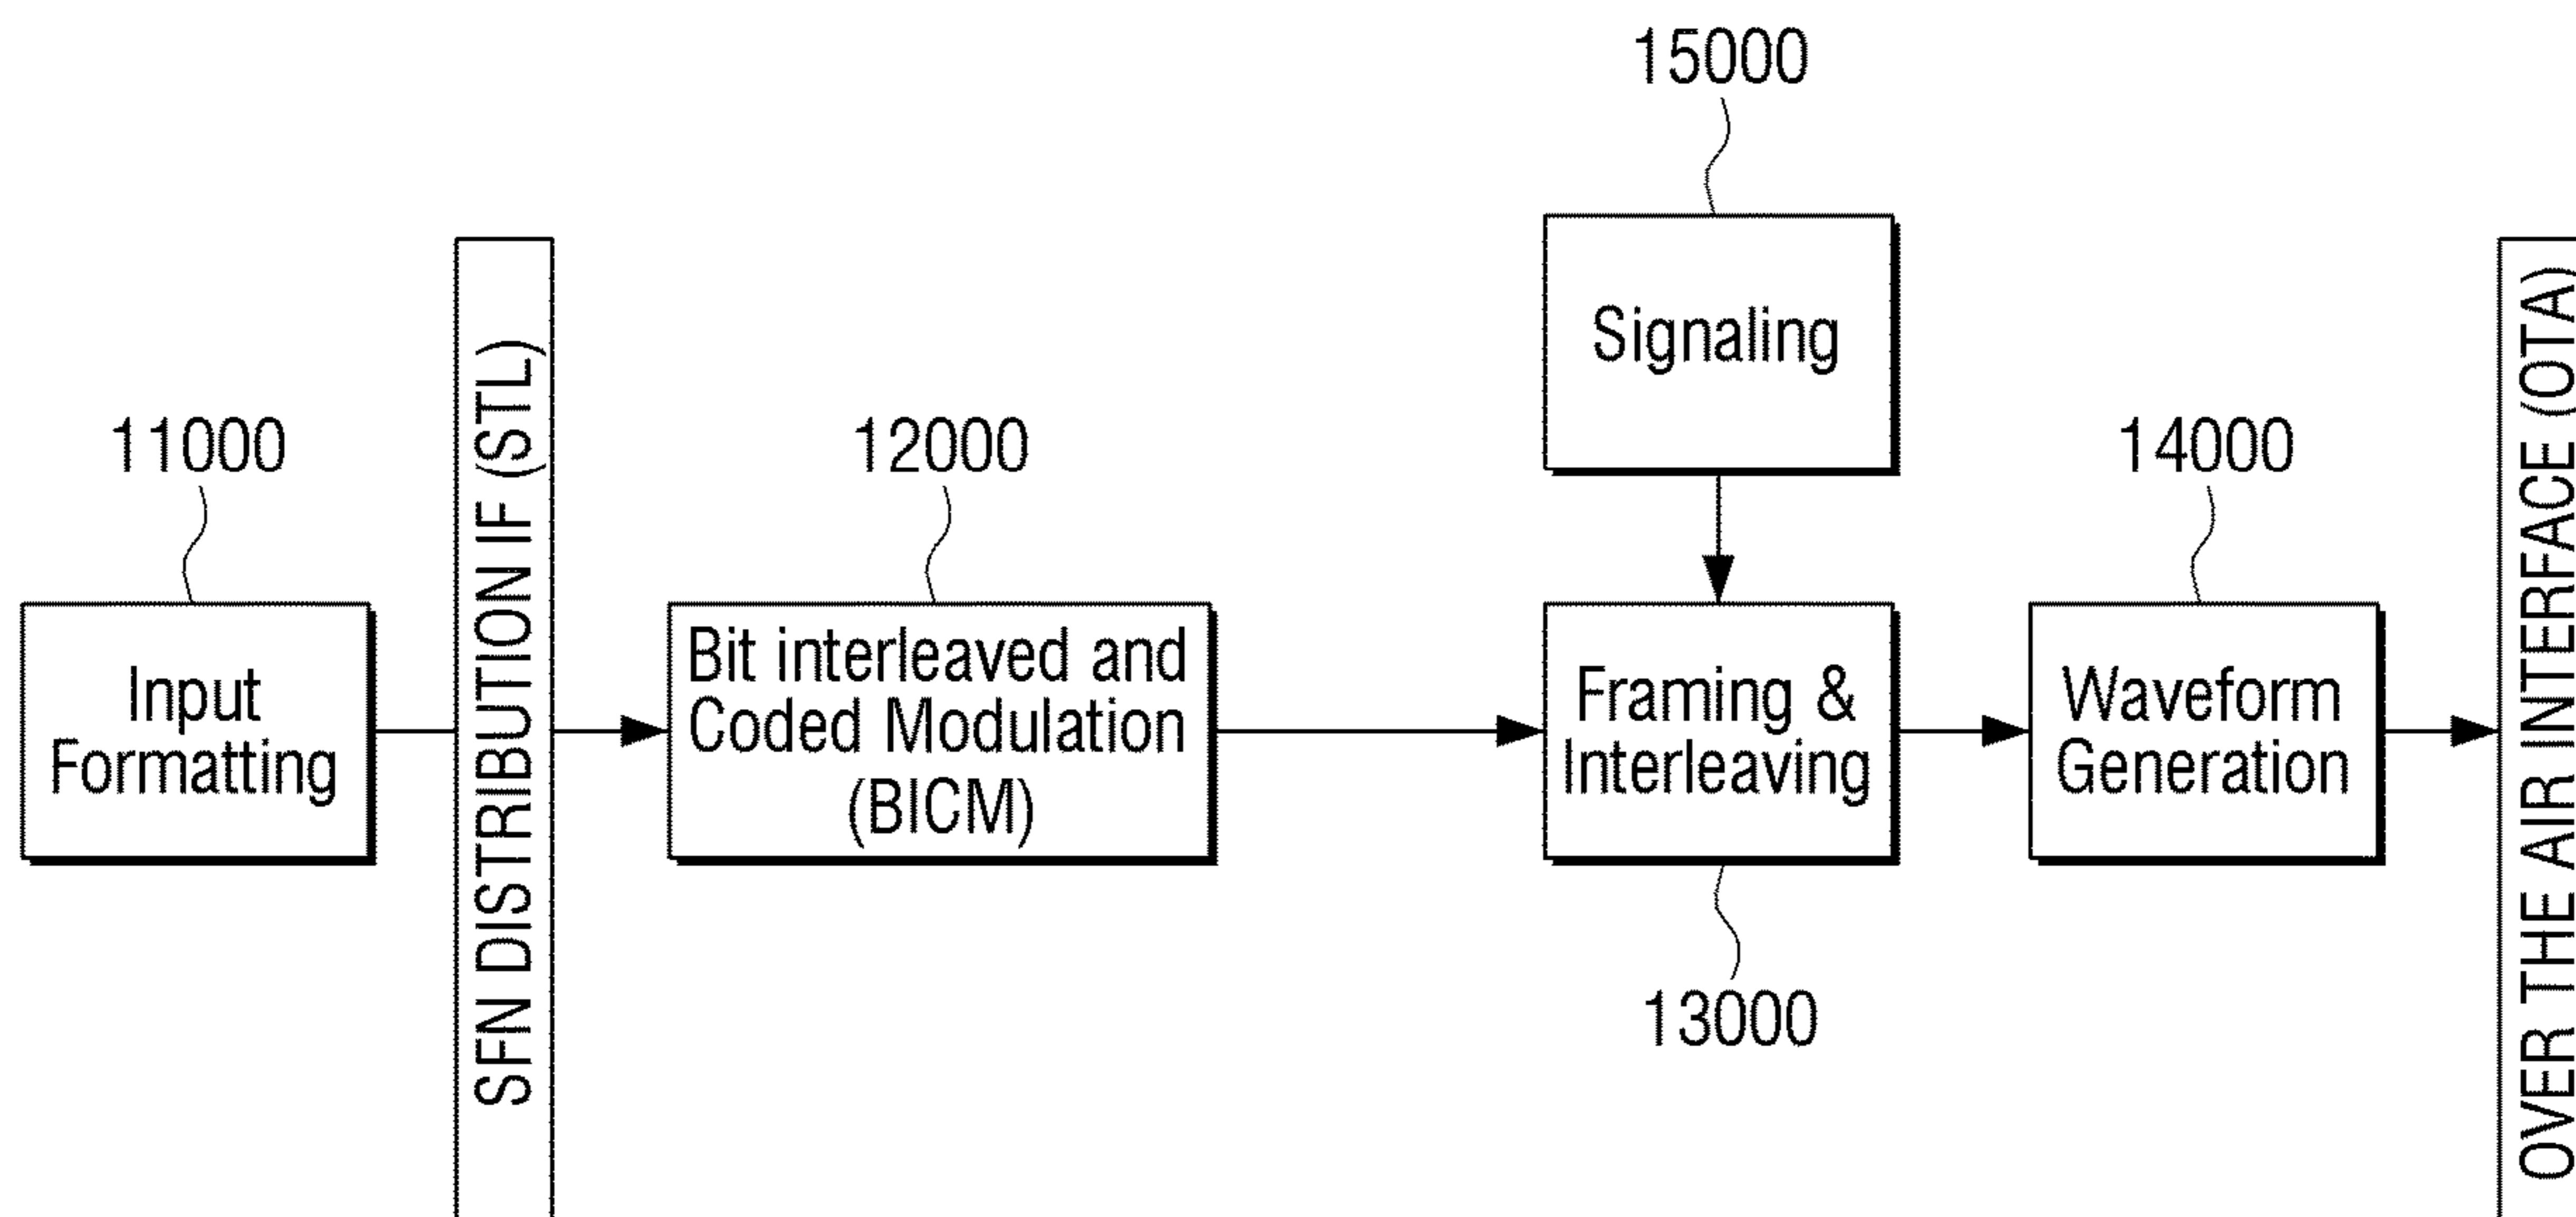 15000
Signaling
11000
12000
14000
Input
Formatting
SFN DISTRIBUTION IF (STL)
Bit interleaved and
Coded Modulation
(BICM)
Framing &
Interleaving
Waveform
Generation
OVER THE AIR INTERFACE (OTA)
13000